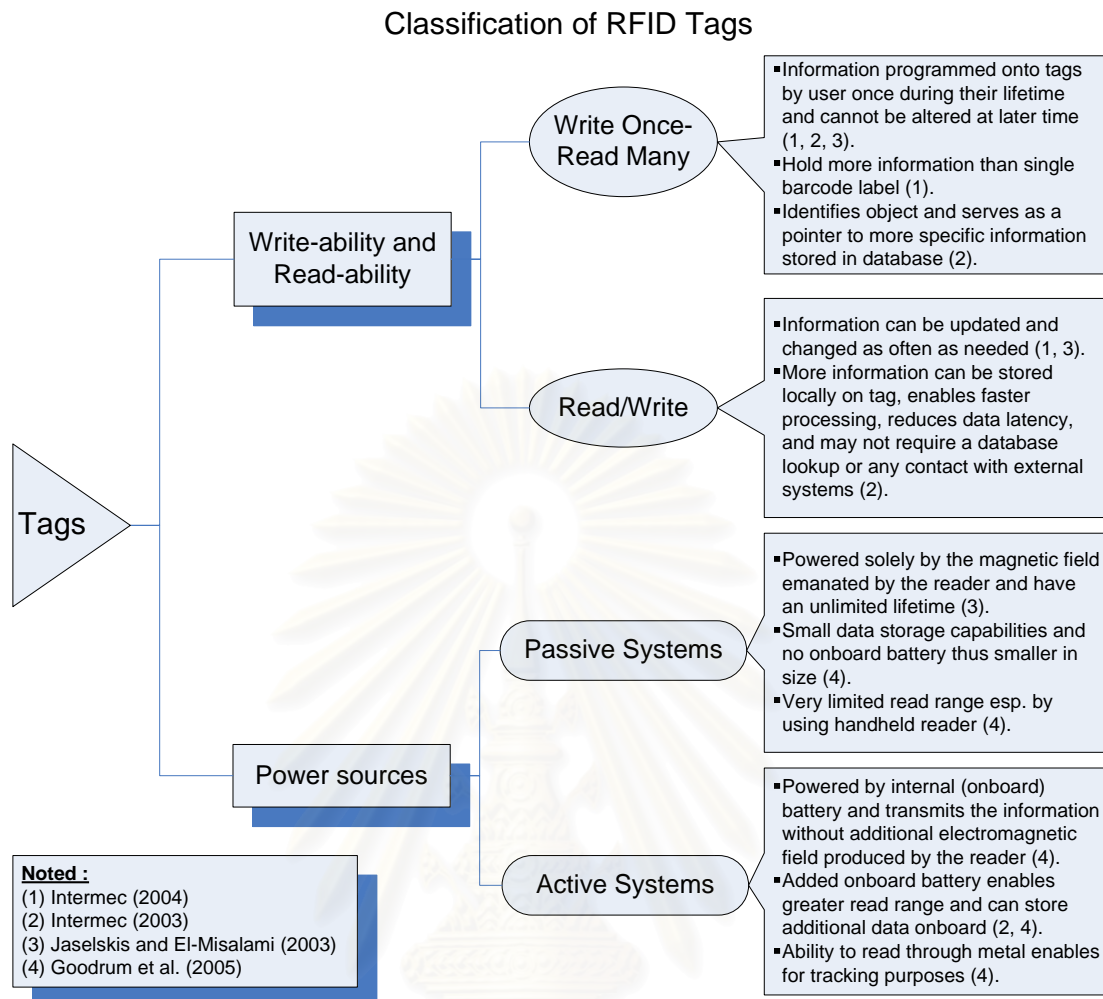 Classification of RFID Tags
Tags
Write-ability and
Read-ability
Write Once-
Read Many
▪Information programmed onto tags
by user once during their lifetime
and cannot be altered at later time
(1, 2, 3).
▪Hold more information than single
barcode label (1).
▪Identifies object and serves as a
pointer to more specific information
stored in database (2).
Read/Write
▪Information can be updated and
changed as often as needed (1, 3).
▪More information can be stored
locally on tag, enables faster
processing, reduces data latency,
and may not require a database
lookup or any contact with external
systems (2).
Power sources
Passive Systems
▪Powered solely by the magnetic field
emanated by the reader and have
an unlimited lifetime (3).
▪Small data storage capabilities and
no onboard battery thus smaller in
size (4).
▪Very limited read range esp. by
using handheld reader (4).
Active Systems
▪Powered by internal (onboard)
battery and transmits the information
without additional electromagnetic
field produced by the reader (4).
▪Added onboard battery enables
greater read range and can store
additional data onboard (2, 4).
▪Ability to read through metal enables
for tracking purposes (4).
Noted :
(1) Intermec (2004)
(2) Intermec (2003)
(3) Jaselskis and El-Misalami (2003)
(4) Goodrum et al. (2005)